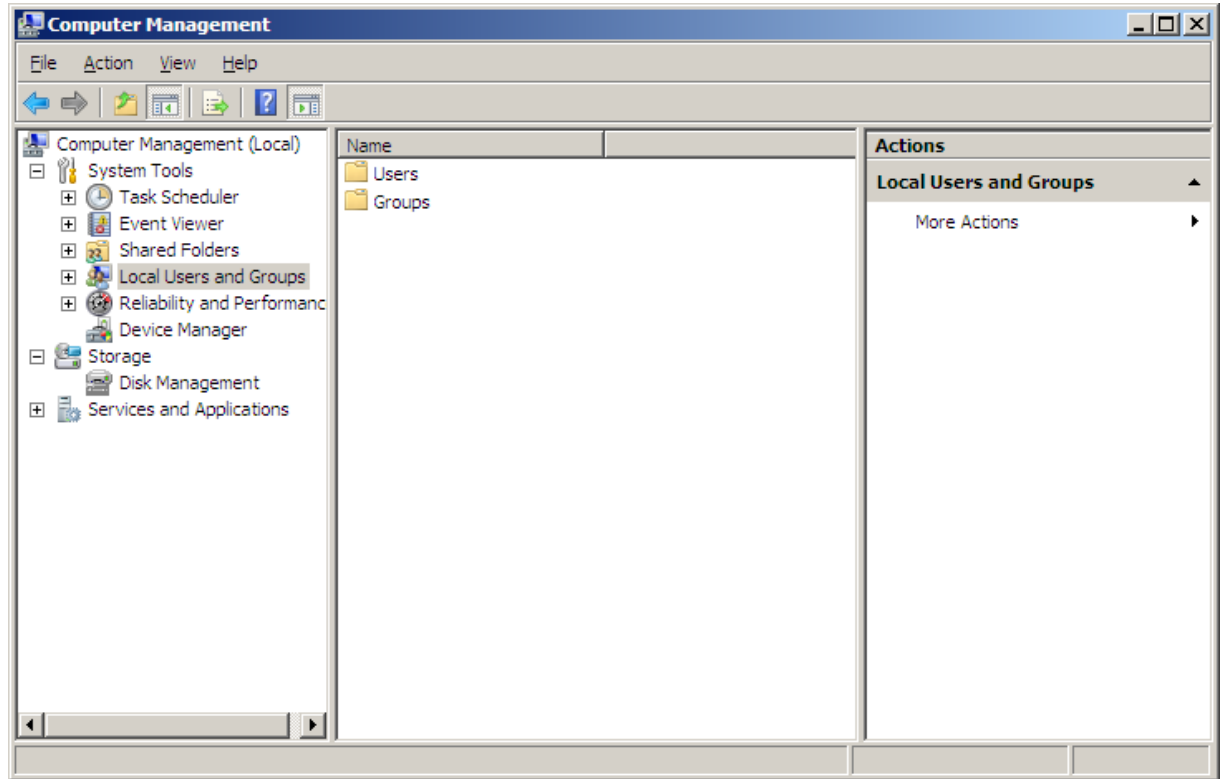 Computer Management
File Action View Help
Computer Management (Local)
System Tools
Task Scheduler
Event Viewer
Shared Folders
Local Users and Groups
Reliability and Performanc
Device Manager
Storage
Disk Management
Services and Applications
Name
Users
Groups
Actions
Local Users and Groups
More Actions